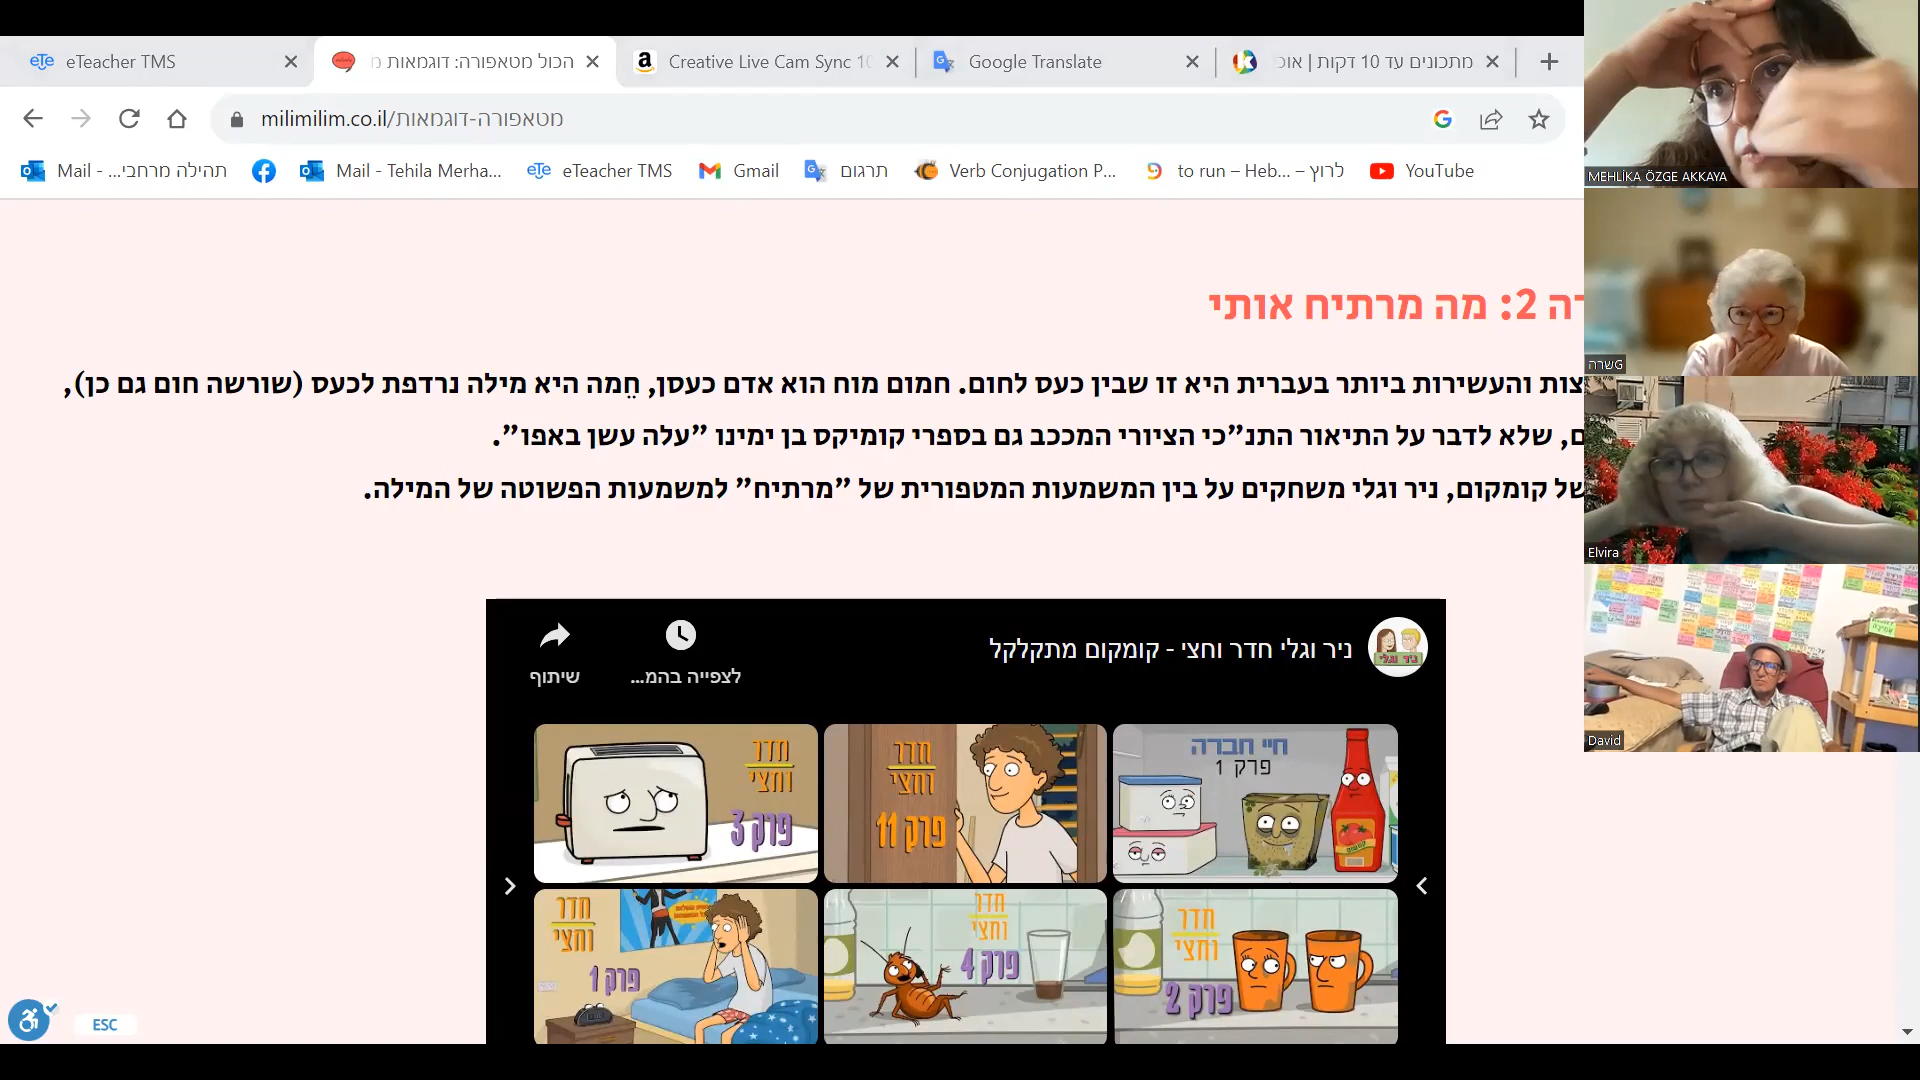 eTeacher TMS
הכול מטאפורה: דוגמאות מ
Creative Live Cam Sync 10
Google Translate
מתכונים עד 10 דקות | אוכ
milimilim.co.il/מטאפורה-דוגמאות
Mail - ...תהילה מרחבי
Mail - Tehila Merha...
eTeacher TMS
Gmail
תרגום
Verb Conjugation P...
to run – Heb... – לרוץ
YouTube
רה 2: מה מרתיח אותי
צות והעשירות ביותר בעברית היא זו שבין כעס לחום. חמום מוח הוא אדם כעסן, חֵמה היא מילה נרדפת לכעס (שורשה חום גם כן),
ם, שלא לדבר על התיאור התנ"כי הציורי המככב גם בספרי קומיקס בן ימינו "עלה עשן באפו".
של קומקום, ניר וגלי משחקים על בין המשמעות המטפורית של "מרתיח" למשמעות הפשוטה של המילה.
ניר וגלי חדר וחצי - קומקום מתקלקל
לצפייה בהמ...
שיתוף
ניר וגלי
חיי חברה
פרק 1
חדר
וחצי
פרק 11
חדר
וחצי
פרק 3
חדר
וחצי
פרק 2
חדר
וחצי
פרק 4
חדר
וחצי
פרק 1
ESC
MEHLİKA ÖZGE AKKAYA
שרהG
Elvira
David